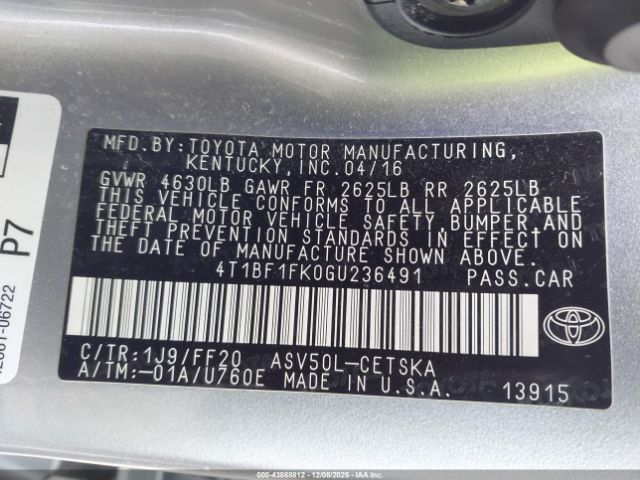 MFD.BY:TOYOTA MOTOR MANUFACTURING,
KENTUCKY,INC.04/16
GVWR 4630LB GAWR FR 2625LB RR 2625LB
THIS VEHICLE CONFORMS TO ALL APPLICABLE
FEDERAL MOTOR VEHICLE SAFETY,BUMPER,AND
THEFT PREVENTION STANDARDS IN EFFECT ON
THE DATE OF MANUFACTURE SHOWN ABOVE.
4T1BF1FK0GU236491 PASS.CAR
C/TR:1J9/FF20 ASV50L-CETSKA
A/TM:-01A/U760E MADE IN U.S.A. 13915
P7
06722
000-43868812 | 12/08/2025 - IAAI.COM